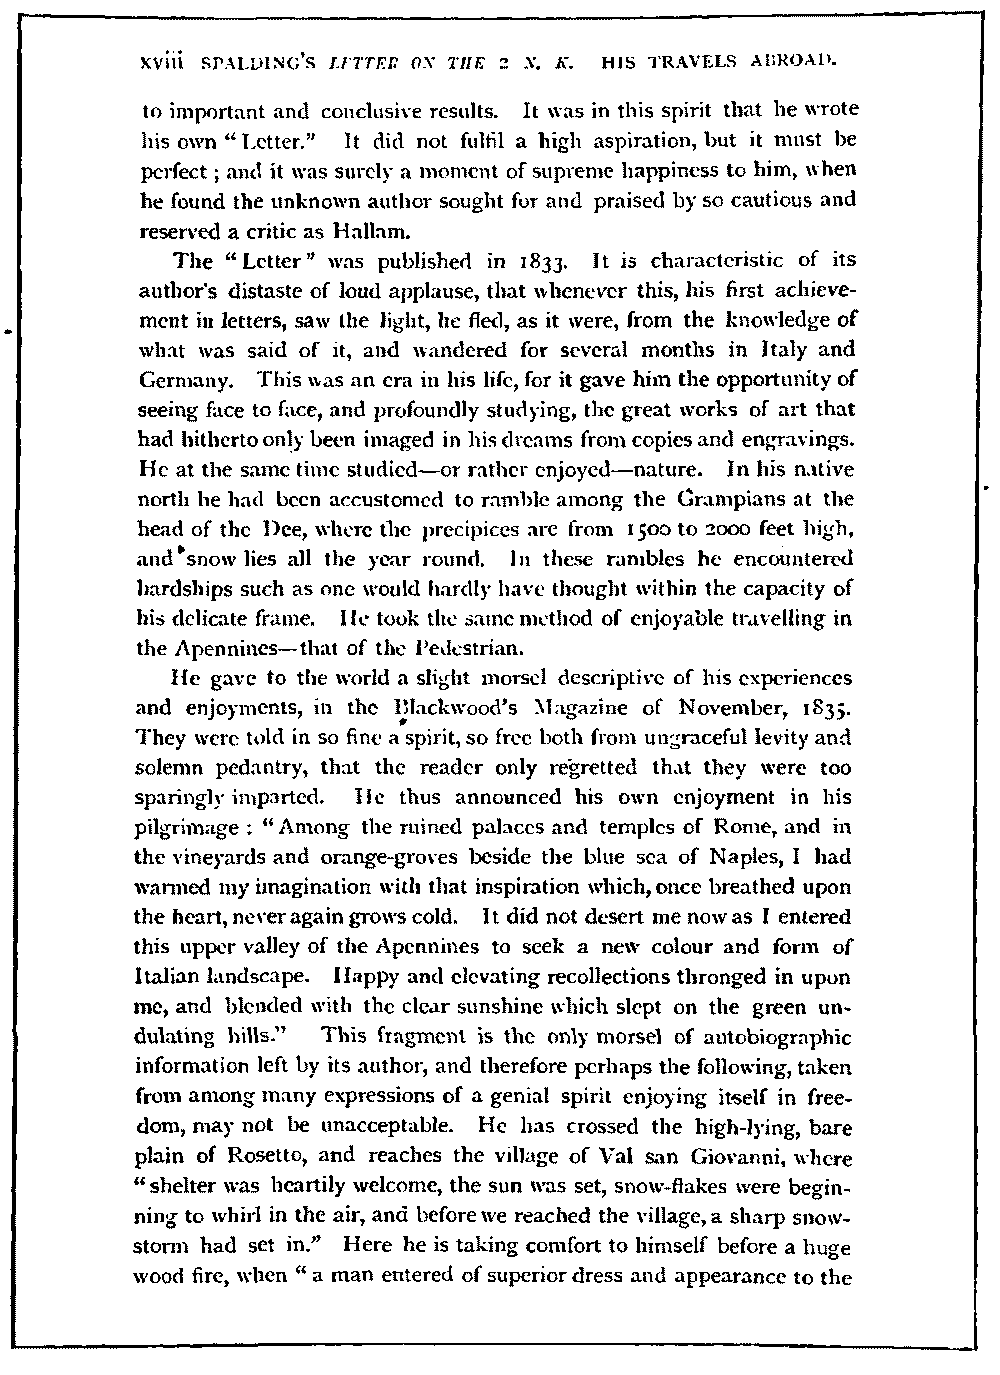 xviii SPALDING'S LETTER ON THE 2 N. K. HIS TRAVELS ABROAD.
to important and conclusive results. It was in this spirit that he wrote
his own “Letter.” It did not fulfil a high aspiration, but it must be
perfect; and it was surely a moment of supreme happiness to him, when
he found the unknown author sought for and praised by so cautious and
reserved a critic as Hallam.
The “Letter” was published in 1833. It is characteristic of its
author's distaste of loud applause, that whenever this, his first achieve-
ment in letters, saw the light, he fled, as it were, from the knowledge of
what was said of it, and wandered for several months in Italy and
Germany. This was an era in his life, for it gave him the opportunity of
seeing face to face, and profoundly studying, the great works of art that
had hitherto only been imaged in his dreams from copies and engravings.
He at the same time studied—or rather enjoyed—nature. In his native
north he had been accustomed to ramble among the Grampians at the
head of the Dee, where the precipices are from 1500 to 2000 feet high,
and snow lies all the year round. In these rambles he encountered
hardships such as one would hardly have thought within the capacity of
his delicate frame. He took the same method of enjoyable travelling in
the Apennines—that of the Pedestrian.
He gave to the world a slight morsel descriptive of his experiences
and enjoyments, in the Blackwood's Magazine of November, 1835.
They were told in so fine a spirit, so free both from ungraceful levity and
solemn pedantry, that the reader only regretted that they were too
sparingly imparted. He thus announced his own enjoyment in his
pilgrimage: “Among the ruined palaces and temples of Rome, and in
the vineyards and orange-groves beside the blue sea of Naples, I had
warmed my imagination with that inspiration which, once breathed upon
the heart, never again grows cold. It did not desert me now as I entered
this upper valley of the Apennines to seek a new colour and form of
Italian landscape. Happy and elevating recollections thronged in upon
me, and blended with the clear sunshine which slept on the green un-
dulating hills.” This fragment is the only morsel of autobiographic
information left by its author, and therefore perhaps the following, taken
from among many expressions of a genial spirit enjoying itself in free-
dom, may not be unacceptable. He has crossed the high-lying, bare
plain of Rosetto, and reaches the village of Val san Giovanni, where
“shelter was heartily welcome, the sun was set, snow-flakes were begin-
ning to whirl in the air, and before we reached the village, a sharp snow-
storm had set in.” Here he is taking comfort to himself before a huge
wood fire, when “a man entered of superior dress and appearance to the